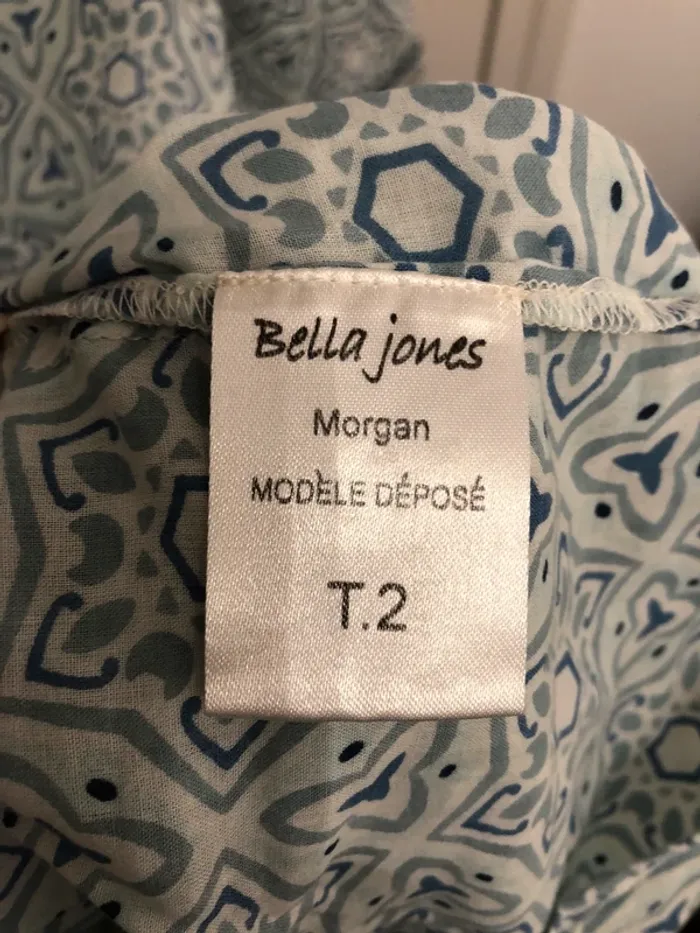 Bella jones
Morgan
MODÈLE DÉPOSÉ
T.2